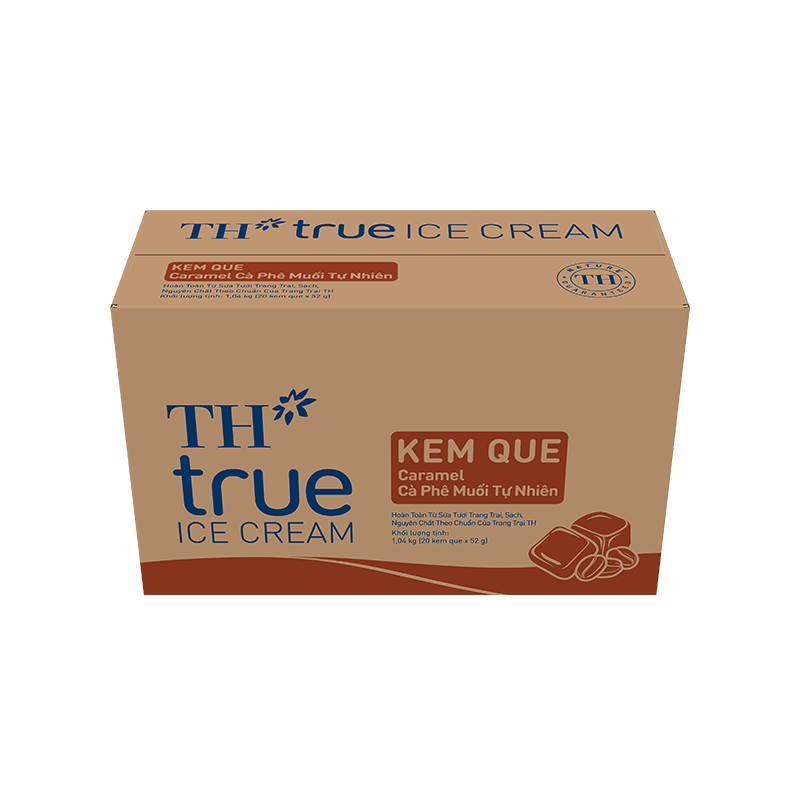 TH true ICE CREAM
KEM QUE
Caramel Cà Phê Muối Tự Nhiên
Hoàn Toàn Từ Sữa Tươi Trang Trại, Sạch,
Nguyên Chất Theo Chuẩn Của Trang Trại TH
Khối lượng tịnh: 1,04 kg (20 kem que x 52 g)
NATURE
TH
GUARANTEED
TH
true
ICE CREAM
KEM QUE
Caramel
Cà Phê Muối Tự Nhiên
Hoàn Toàn Từ Sữa Tươi Trang Trại, Sạch,
Nguyên Chất Theo Chuẩn Của Trang Trại TH
Khối lượng tịnh:
1,04 kg (20 kem que x 52 g)